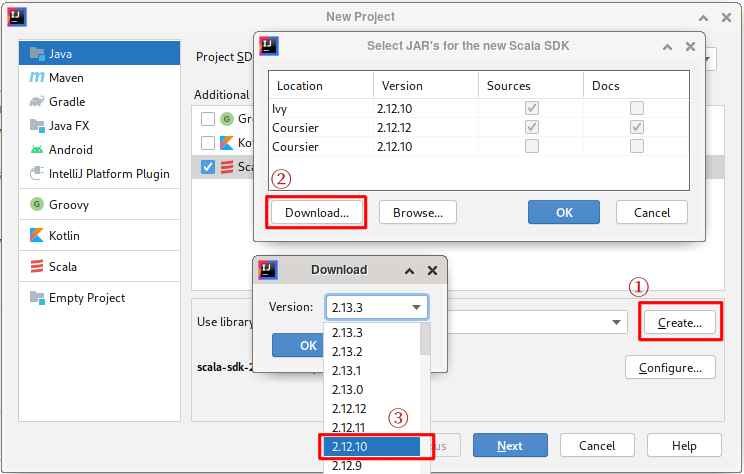 New Project
Java
Maven
Gradle
Java FX
Android
IntelliJ Platform Plugin
Groovy
Kotlin
Scala
Empty Project
Project SD
Additional
Select JAR's for the new Scala SDK
Location Version Sources Docs
Ivy 2.12.10
Coursier 2.12.12
Coursier 2.12.10
②
Download... Browse... OK Cancel
Download
Version: 2.13.3
OK
2.13.3
2.13.2
2.13.1
2.13.0
2.12.12
2.12.11
③
2.12.10
2.12.9
①
Use library
Create...
scala-sdk-2
Configure...
Next Cancel Help